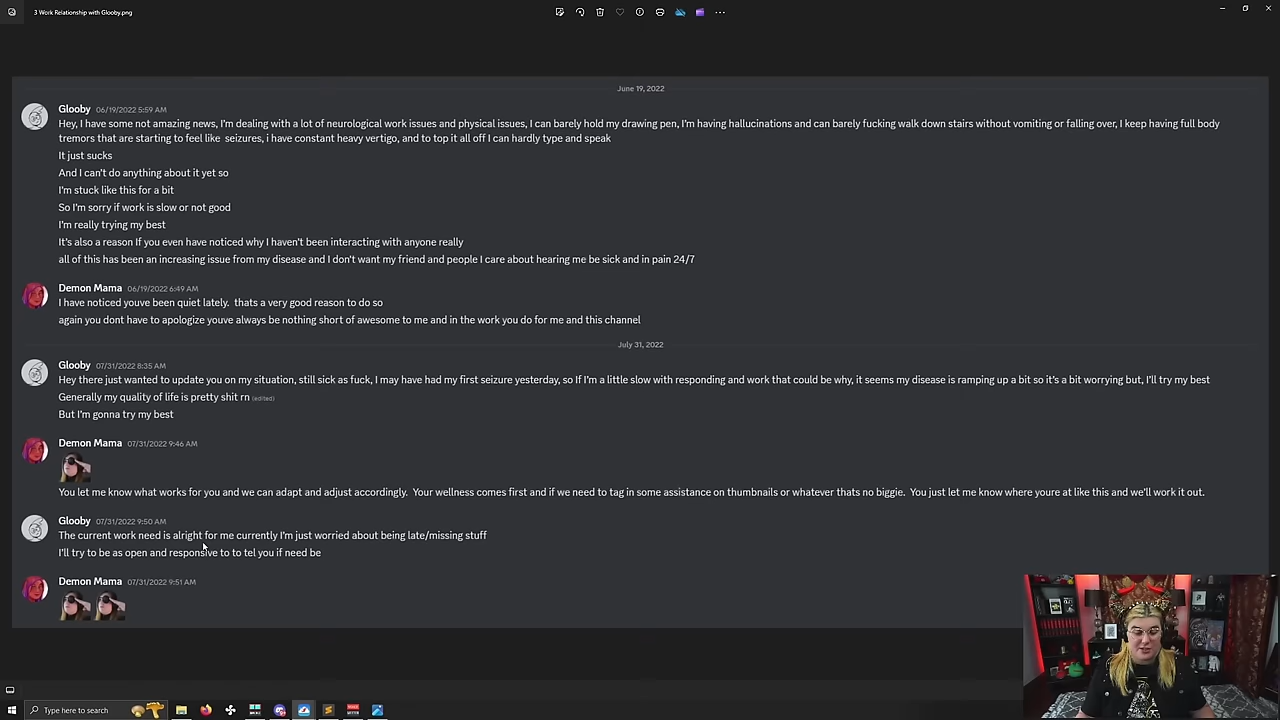 3 Work Relationship with Glooby.png
June 19, 2022
Glooby 06/19/2022 5:59 AM
Hey, I have some not amazing news, I'm dealing with a lot of neurological work issues and physical issues, I can barely hold my drawing pen, I'm having hallucinations and can barely fucking walk down stairs without vomiting or falling over, I keep having full body
tremors that are starting to feel like seizures, i have constant heavy vertigo, and to top it all off I can hardly type and speak
It just sucks
And I can't do anything about it yet so
I'm stuck like this for a bit
So I'm sorry if work is slow or not good
I'm really trying my best
It's also a reason If you even have noticed why I haven't been interacting with anyone really
all of this has been an increasing issue from my disease and I don't want my friend and people I care about hearing me be sick and in pain 24/7
Demon Mama 06/19/2022 6:49 AM
I have noticed youve been quiet lately. thats a very good reason to do so
again you dont have to apologize youve always be nothing short of awesome to me and in the work you do for me and this channel
July 31, 2022
Glooby 07/31/2022 8:35 AM
Hey there just wanted to update you on my situation, still sick as fuck, I may have had my first seizure yesterday, so If I'm a little slow with responding and work that could be why, it seems my disease is ramping up a bit so it's a bit worrying but, I'll try my best
Generally my quality of life is pretty shit rn (edited)
But I'm gonna try my best
Demon Mama 07/31/2022 9:46 AM
You let me know what works for you and we can adapt and adjust accordingly. Your wellness comes first and if we need to tag in some assistance on thumbnails or whatever thats no biggie. You just let me know where youre at like this and we'll work it out.
Glooby 07/31/2022 9:50 AM
The current work need is alright for me currently I'm just worried about being late/missing stuff
I'll try to be as open and responsive to to tel you if need be
Demon Mama 07/31/2022 9:51 AM
Type here to search